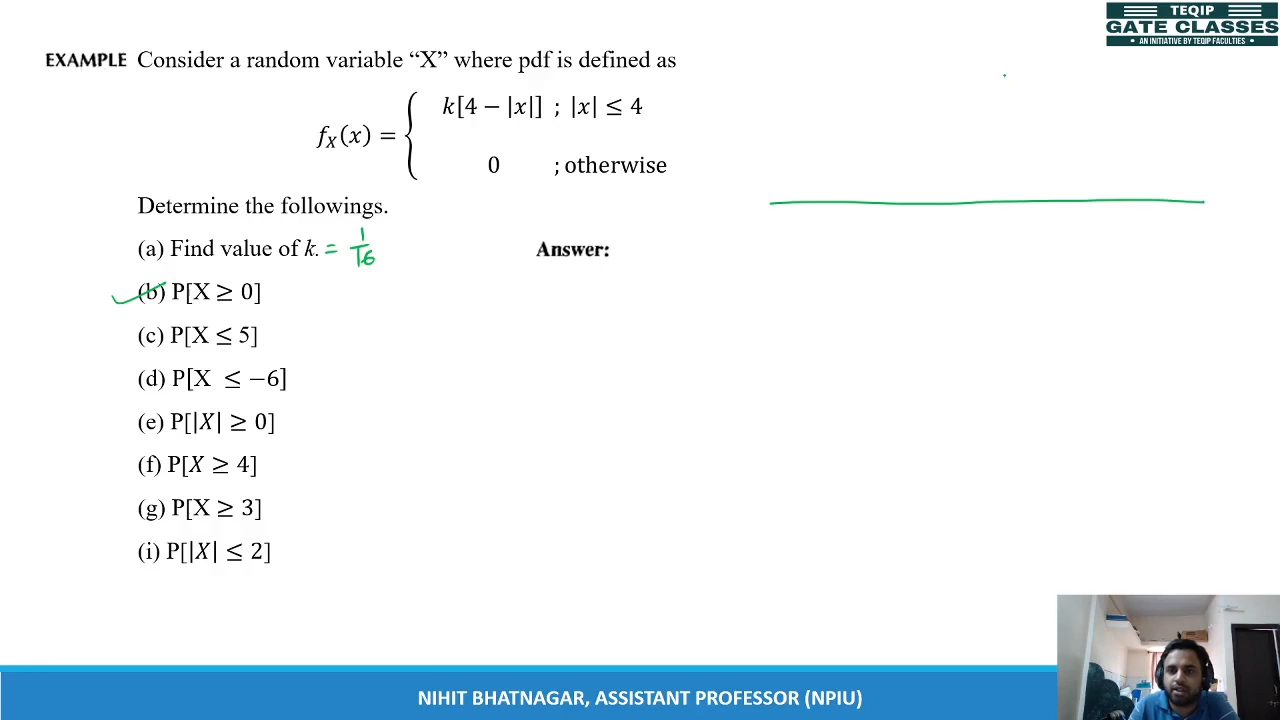 TEQIP
GATE CLASSES
• AN INITIATIVE BY TEQIP FACULTIES •
EXAMPLE Consider a random variable “X” where pdf is defined as
k[4 − |x|] ; |x| ≤ 4
f_X(x) = {
0 ; otherwise
Determine the followings.
(a) Find value of k. = 1/16
Answer:
(b) P[X ≥ 0]
(c) P[X ≤ 5]
(d) P[X ≤ −6]
(e) P[|X| ≥ 0]
(f) P[X ≥ 4]
(g) P[X ≥ 3]
(i) P[|X| ≤ 2]
NIHIT BHATNAGAR, ASSISTANT PROFESSOR (NPIU)